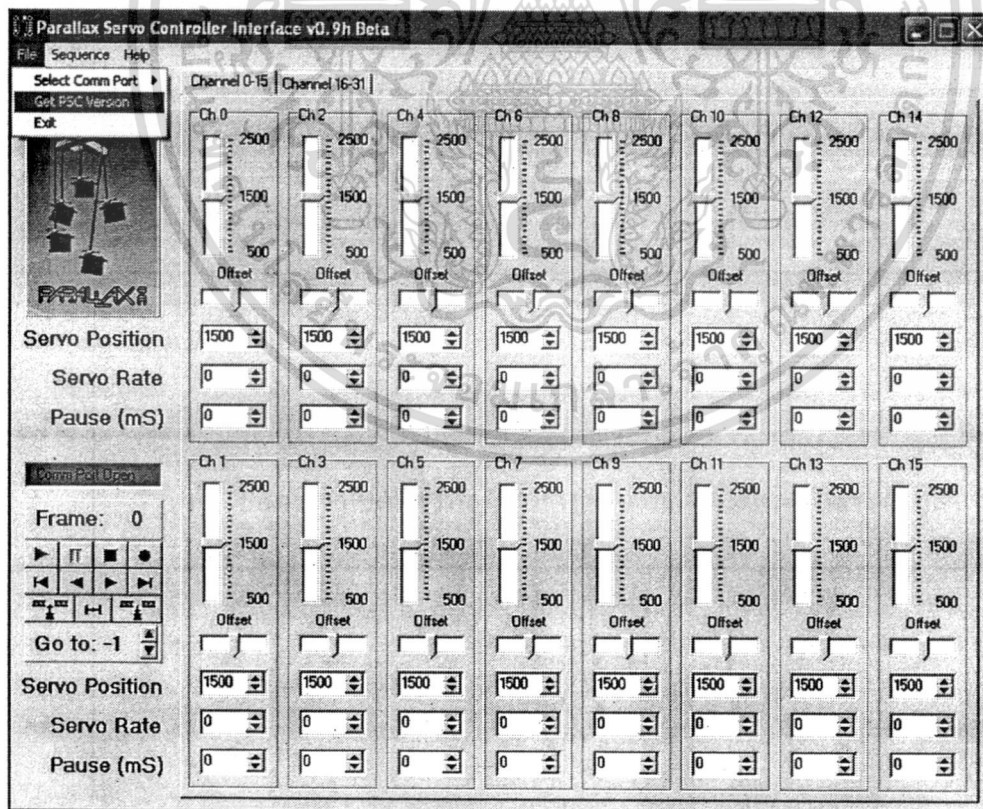 Parallax Servo Controller Interface v0.9h Beta
File Sequence Help
Select Comm Port
Get PSC Version
Exit
Channel 0-15 Channel 16-31
Ch 0 Ch 2 Ch 4 Ch 6 Ch 8 Ch 10 Ch 12 Ch 14
2500 2500 2500 2500 2500 2500 2500 2500
1500 1500 1500 1500 1500 1500 1500 1500
500 500 500 500 500 500 500 500
Offset Offset Offset Offset Offset Offset Offset Offset
PARALLAX
Servo Position 1500 1500 1500 1500 1500 1500 1500 1500
Servo Rate 0 0 0 0 0 0 0 0
Pause (mS) 0 0 0 0 0 0 0 0
Ch 1 Ch 3 Ch 5 Ch 7 Ch 9 Ch 11 Ch 13 Ch 15
Comm Port Open
2500 2500 2500 2500 2500 2500 2500 2500
Frame: 0
1500 1500 1500 1500 1500 1500 1500 1500
500 500 500 500 500 500 500 500
Offset Offset Offset Offset Offset Offset Offset Offset
Go to: -1
Servo Position 1500 1500 1500 1500 1500 1500 1500 1500
Servo Rate 0 0 0 0 0 0 0 0
Pause (mS) 0 0 0 0 0 0 0 0